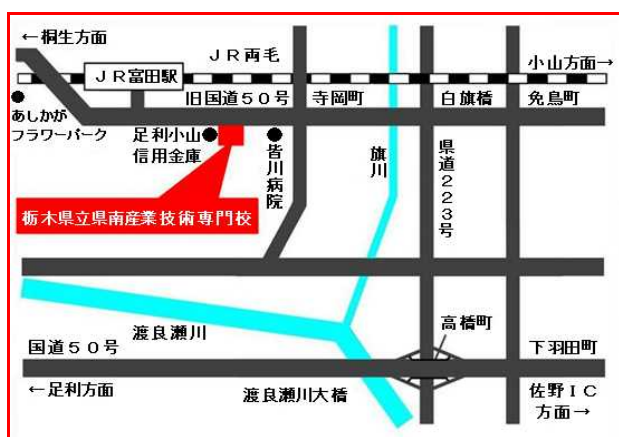 ←桐生方面
JR両毛
小山方面→
JR富田駅
旧国道50号
寺岡町
白旗橋
免鳥町
あしかが
フラワーパーク
足利小山
信用金庫
皆川病院
旗川
県道223号
栃木県立県南産業技術専門校
高橋町
渡良瀬川
国道50号
下羽田町
←足利方面
渡良瀬川大橋
佐野IC
方面→